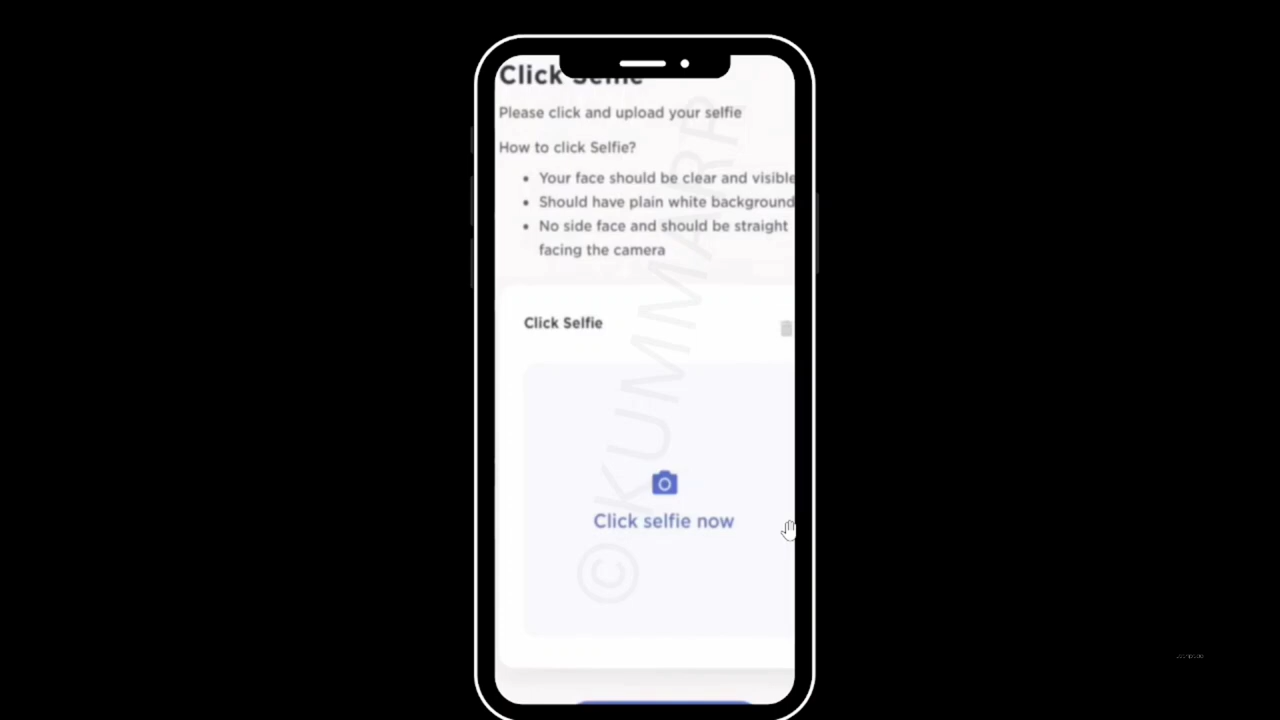 Click Selfie
Please click and upload your selfie
How to click Selfie?
• Your face should be clear and visible
• Should have plain white background
• No side face and should be straight
facing the camera
Click Selfie
Click selfie now
© KUMMARP